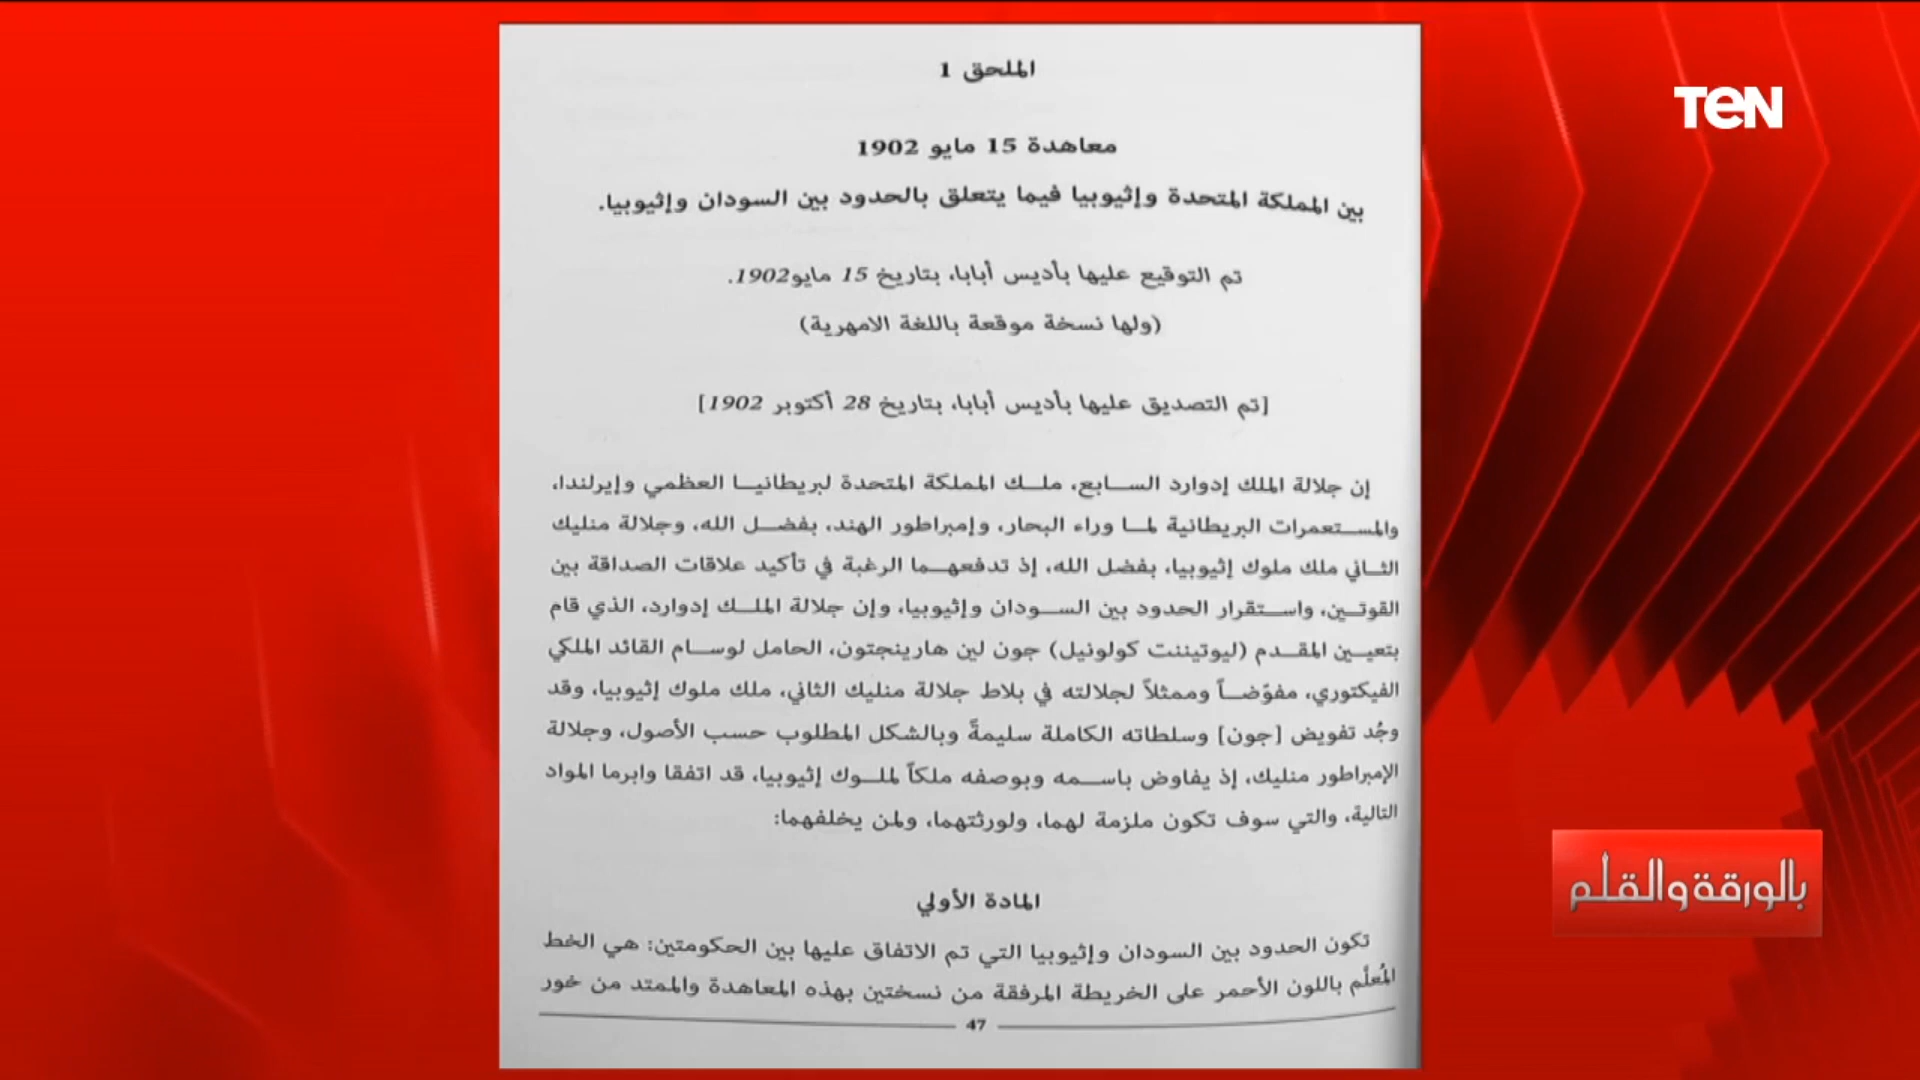 الملحق 1
معاهدة 15 مايو 1902
بين المملكة المتحدة وإثيوبيا فيما يتعلق بالحدود بين السودان وإثيوبيا.
تم التوقيع عليها بأديس أبابا، بتاريخ 15 مايو1902.
(ولها نسخة موقعة باللغة الامهرية)
[تم التصديق عليها بأديس أبابا، بتاريخ 28 أكتوبر 1902]
إن جلالة الملك إدوارد السابع، ملك المملكة المتحدة لبريطانيا العظمي وإيرلندا،
والمستعمرات البريطانية لما وراء البحار، وإمبراطور الهند، بفضل الله، وجلالة منليك
الثاني ملك ملوك إثيوبيا، بفضل الله، إذ تدفعهما الرغبة في تأكيد علاقات الصداقة بين
القوتين، واستقرار الحدود بين السودان وإثيوبيا، وإن جلالة الملك إدوارد، الذي قام
بتعيين المقدم (ليوتيننت كولونيل) جون لين هارينجتون، الحامل لوسام القائد الملكي
الفيكتوري، مفوّضاً وممثلاً لجلالته في بلاط جلالة منليك الثاني، ملك ملوك إثيوبيا، وقد
وجُد تفويض [جون] وسلطاته الكاملة سليمةً وبالشكل المطلوب حسب الأصول، وجلالة
الإمبراطور منليك، إذ يفاوض باسمه وبوصفه ملكاً لملوك إثيوبيا، قد اتفقا وابرما المواد
التالية، والتي سوف تكون ملزمة لهما، ولورثتهما، ولمن يخلفهما:
المادة الأولي
تكون الحدود بين السودان وإثيوبيا التي تم الاتفاق عليها بين الحكومتين: هي الخط
المُعلَّم باللون الأحمر على الخريطة المرفقة من نسختين بهذه المعاهدة والممتد من خور
47
TeN
بالورقة والقلم